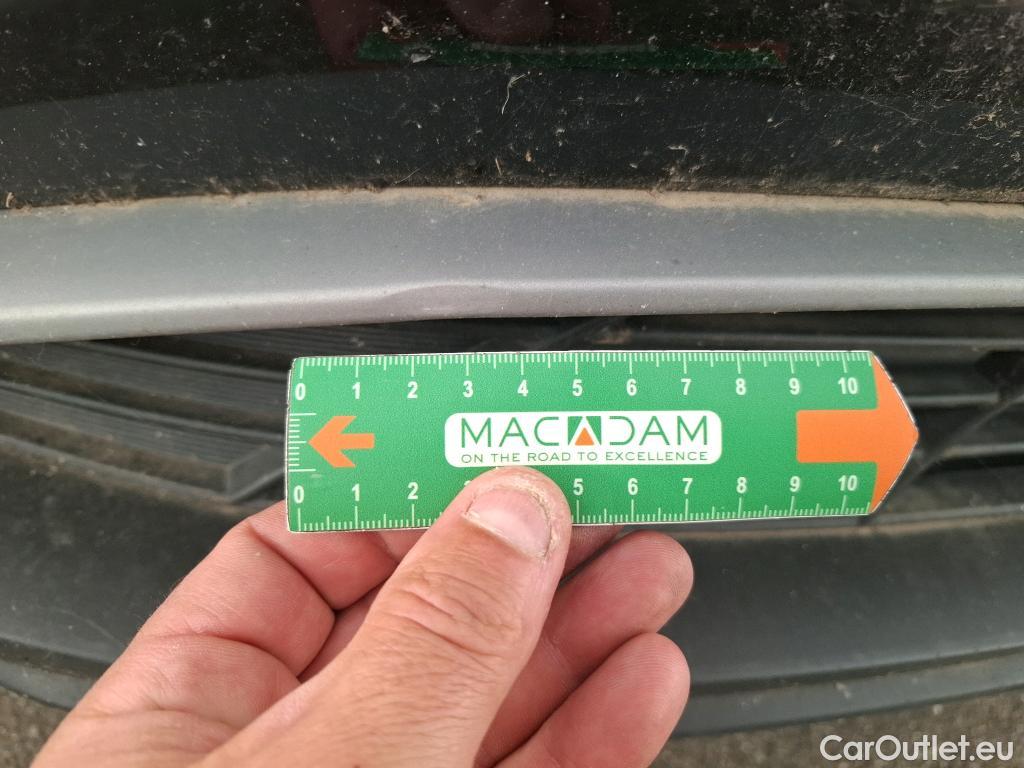 0 1 2 3 4 5 6 7 8 9 10
MACADAM
ON THE ROAD TO EXCELLENCE
0 1 2 3 5 6 7 8 9 10
CarOutlet.eu